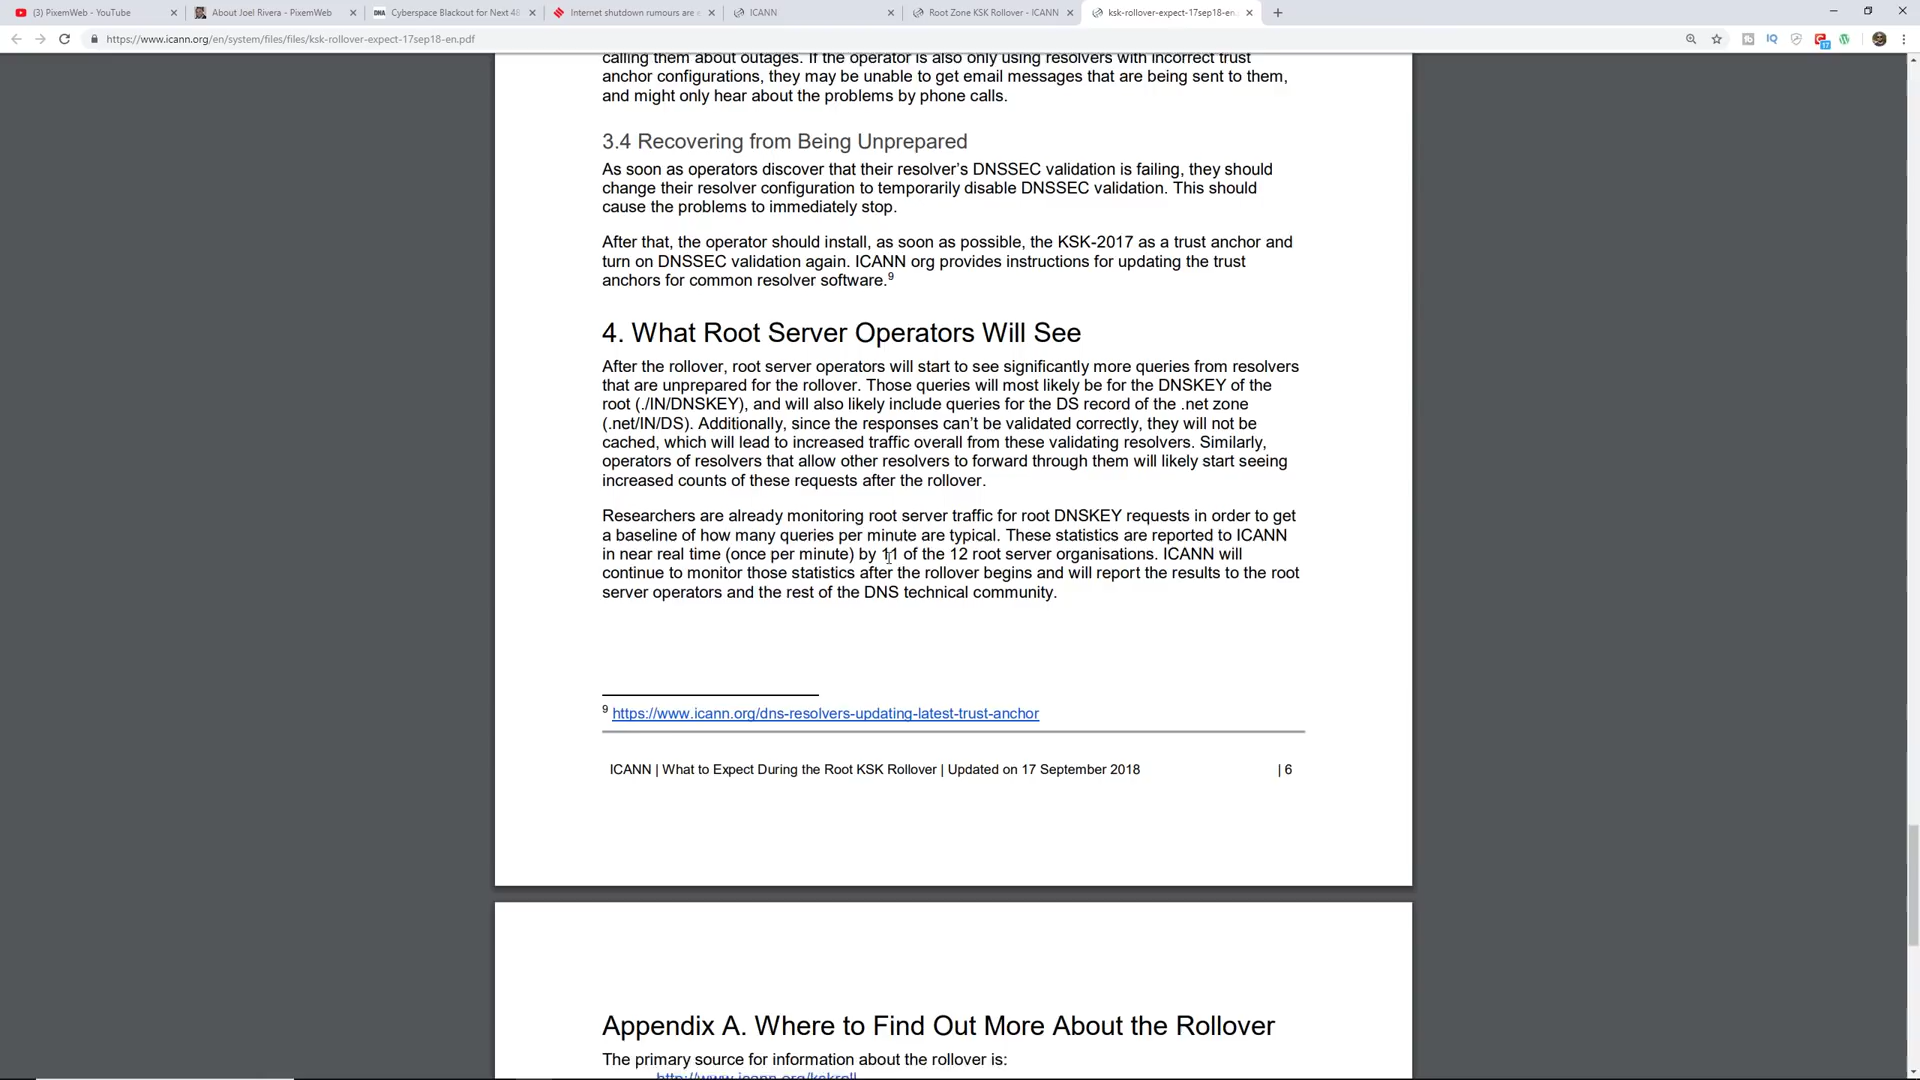 (3) PixemWeb - YouTube
About Joel Rivera - PixemWeb
DNA Cyberspace Blackout for Next 48
Internet shutdown rumours are
ICANN
Root Zone KSK Rollover - ICANN
ksk-rollover-expect-17sep18-en.
https://www.icann.org/en/system/files/files/ksk-rollover-expect-17sep18-en.pdf
calling them about outages. If the operator is also only using resolvers with incorrect trust
anchor configurations, they may be unable to get email messages that are being sent to them,
and might only hear about the problems by phone calls.
3.4 Recovering from Being Unprepared
As soon as operators discover that their resolver’s DNSSEC validation is failing, they should
change their resolver configuration to temporarily disable DNSSEC validation. This should
cause the problems to immediately stop.
After that, the operator should install, as soon as possible, the KSK-2017 as a trust anchor and
turn on DNSSEC validation again. ICANN org provides instructions for updating the trust
anchors for common resolver software.9
4. What Root Server Operators Will See
After the rollover, root server operators will start to see significantly more queries from resolvers
that are unprepared for the rollover. Those queries will most likely be for the DNSKEY of the
root (./IN/DNSKEY), and will also likely include queries for the DS record of the .net zone
(.net/IN/DS). Additionally, since the responses can’t be validated correctly, they will not be
cached, which will lead to increased traffic overall from these validating resolvers. Similarly,
operators of resolvers that allow other resolvers to forward through them will likely start seeing
increased counts of these requests after the rollover.
Researchers are already monitoring root server traffic for root DNSKEY requests in order to get
a baseline of how many queries per minute are typical. These statistics are reported to ICANN
in near real time (once per minute) by 11 of the 12 root server organisations. ICANN will
continue to monitor those statistics after the rollover begins and will report the results to the root
server operators and the rest of the DNS technical community.
9 https://www.icann.org/dns-resolvers-updating-latest-trust-anchor
ICANN | What to Expect During the Root KSK Rollover | Updated on 17 September 2018 | 6
Appendix A. Where to Find Out More About the Rollover
The primary source for information about the rollover is:
http://www.icann.org/kskroll